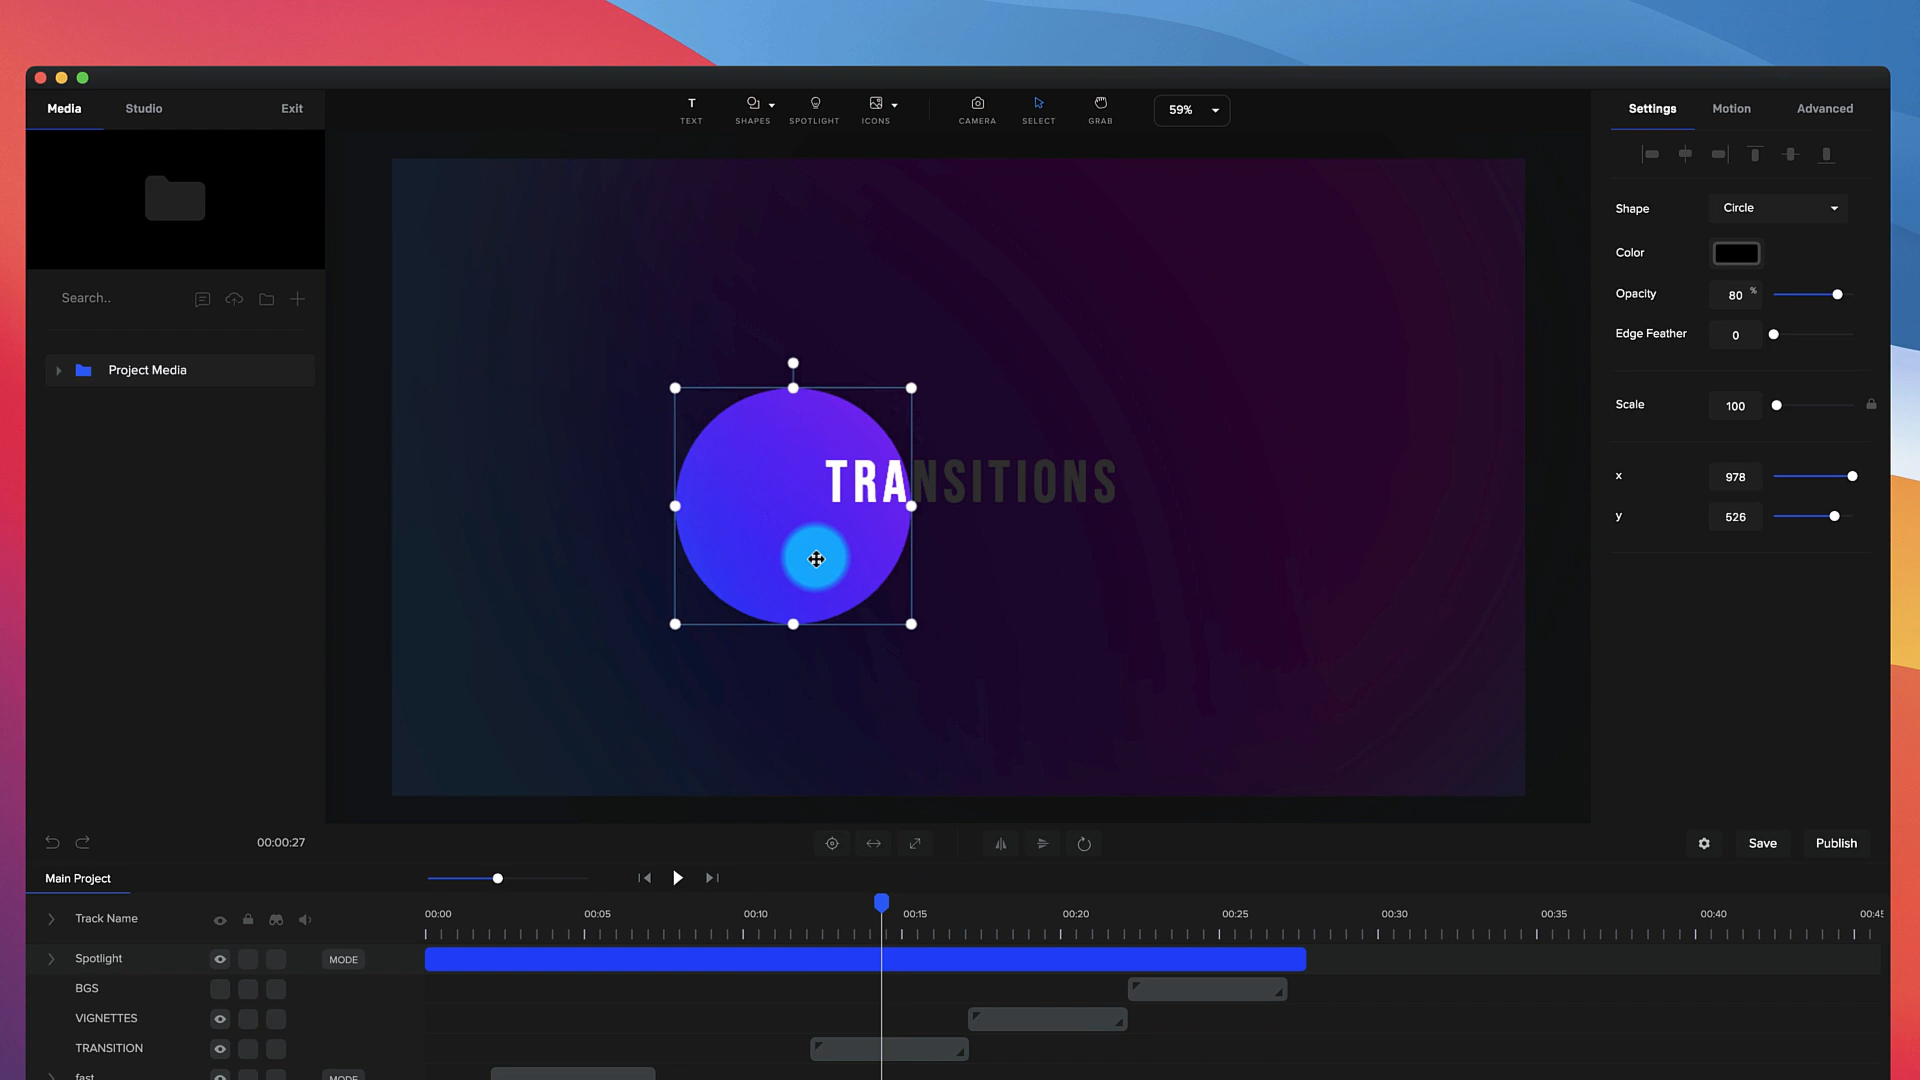 Media Studio Exit
TEXT SHAPES SPOTLIGHT ICONS CAMERA SELECT GRAB 59%
Settings Motion Advanced
Search..
Project Media
Shape Circle
Color
Opacity 80 %
Edge Feather 0
Scale 100
x 978
y 526
TRANSITIONS
00:00:27
Save Publish
Main Project
Track Name
00:00 00:05 00:10 00:15 00:20 00:25 00:30 00:35 00:40 00:45
Spotlight MODE
BGS
VIGNETTES
TRANSITION
fast MODE